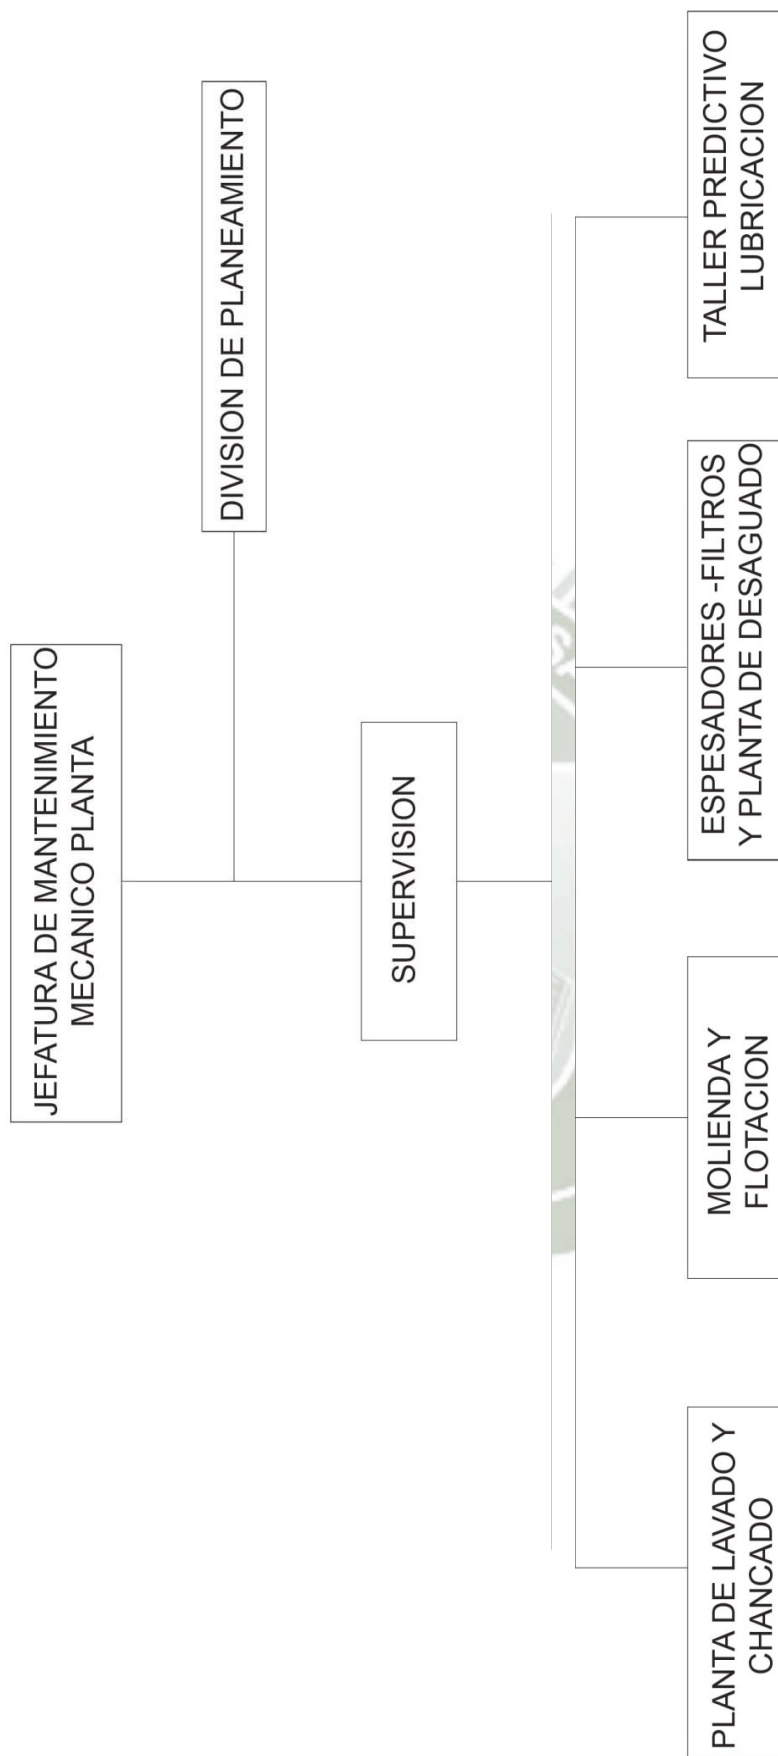 JEFATURA DE MANTENIMIENTO
MECANICO PLANTA
DIVISION DE PLANEAMIENTO
SUPERVISION
PLANTA DE LAVADO Y
CHANCADO
MOLIENDA Y
FLOTACION
ESPESADORES -FILTROS
Y PLANTA DE DESAGUADO
TALLER PREDICTIVO
LUBRICACION